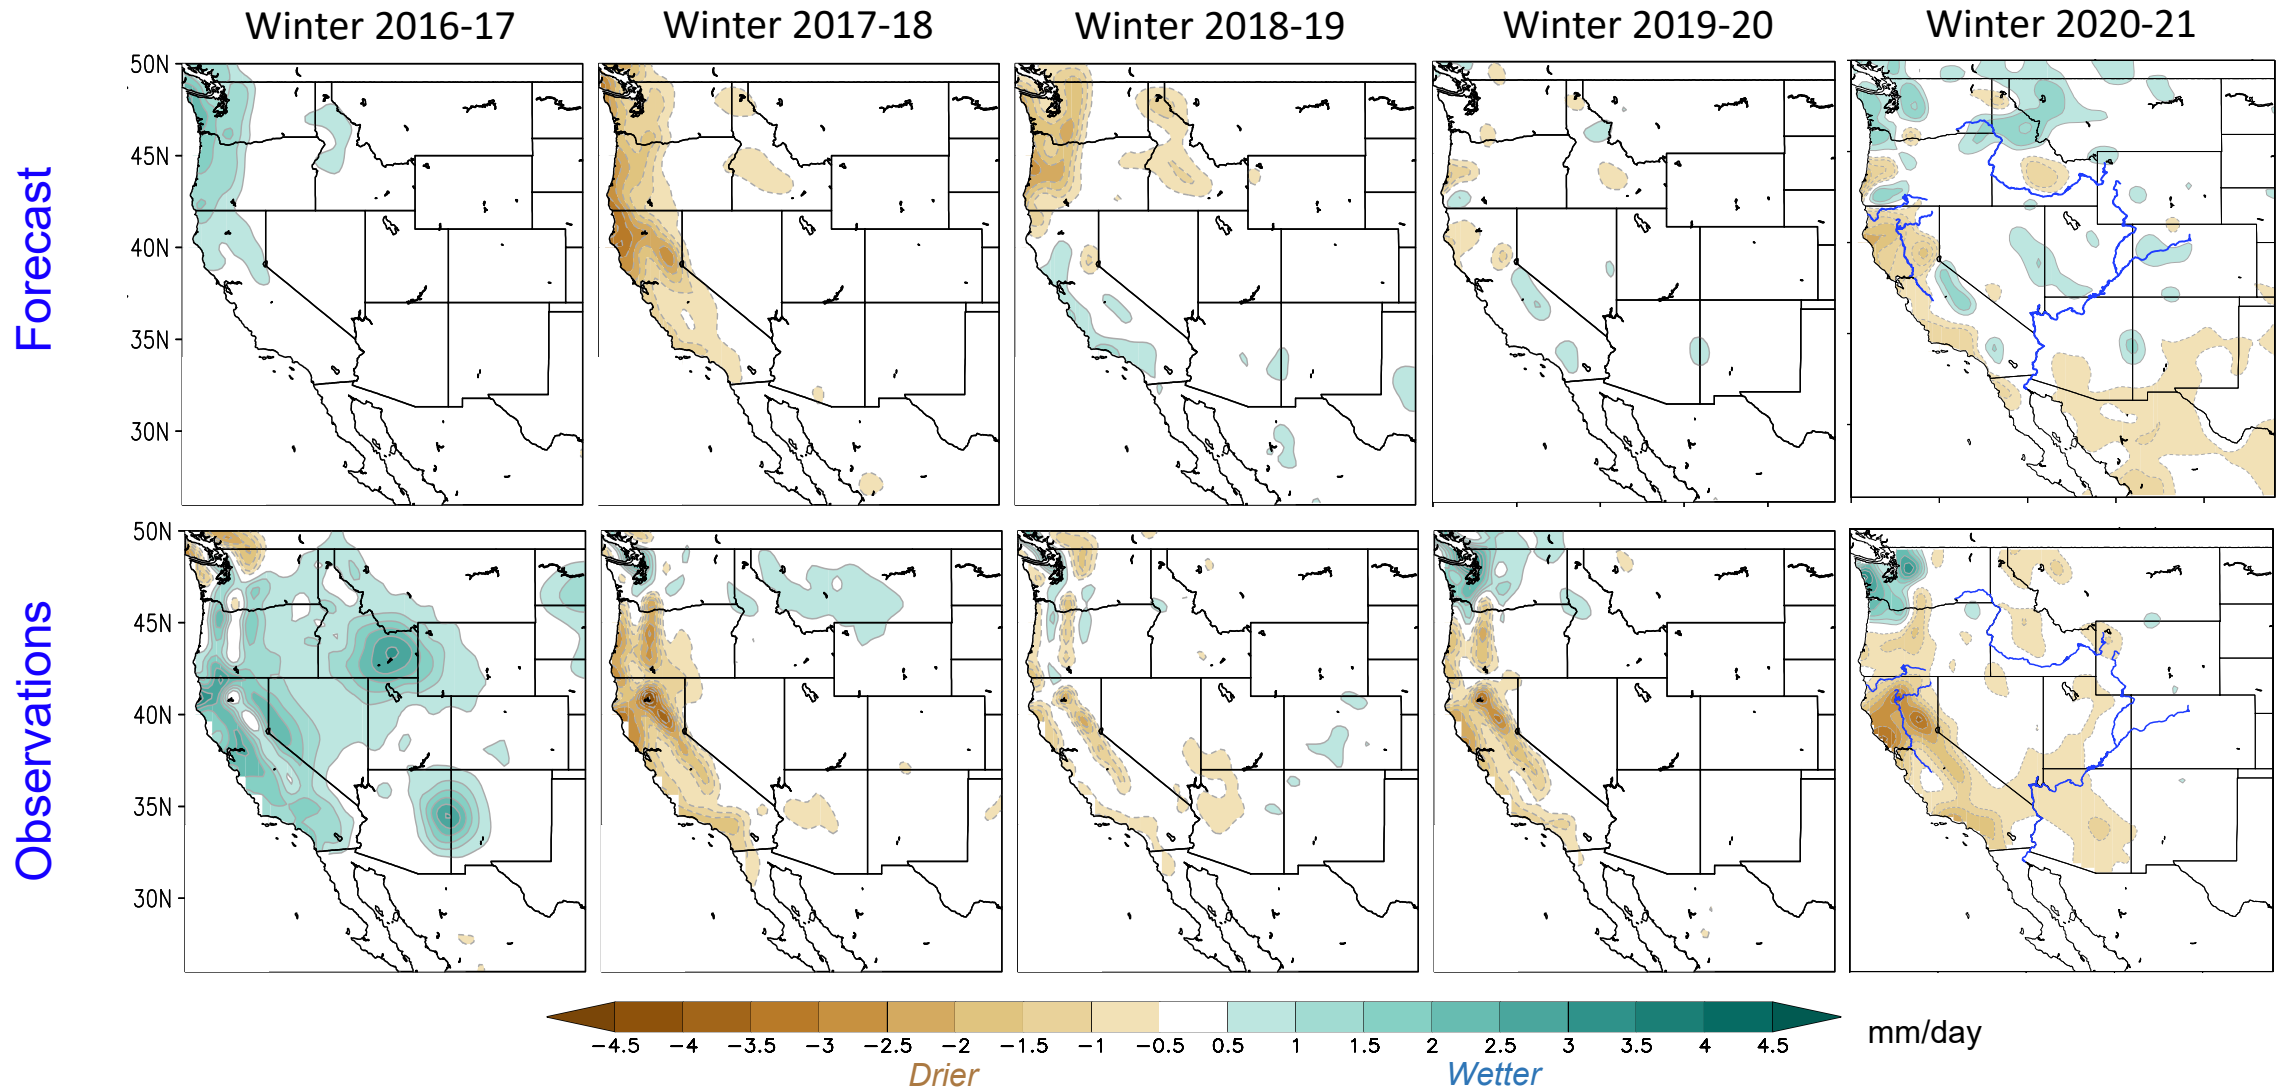 Winter 2016-17 Winter 2017-18 Winter 2018-19 Winter 2019-20 Winter 2020-21
Forecast
50N
45N
40N
35N
30N
Observations
50N
45N
40N
35N
30N
−4.5 −4 −3.5 −3 −2.5 −2 −1.5 −1 −0.5 0.5 1 1.5 2 2.5 3 3.5 4 4.5
mm/day
Drier Wetter